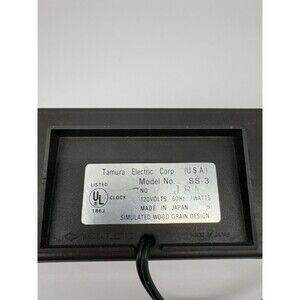 Tamura Electric Corp (U.S.A)
LISTED
Model No. SS-3
UL
CLOCK
NO
186J
120VOLTS. 60Hz WATTS
MADE IN JAPAN
SIMULATED WOOD GRAIN DESIGN
MADE IN JAPAN